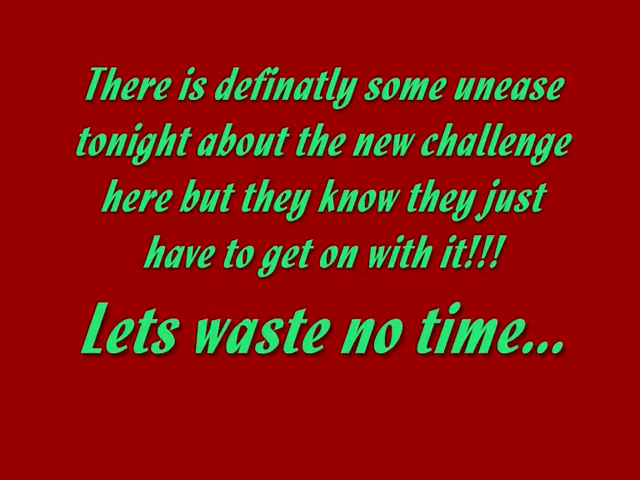 There is definatly some unease
tonight about the new challenge
here but they know they just
have to get on with it!!!
Lets waste no time...